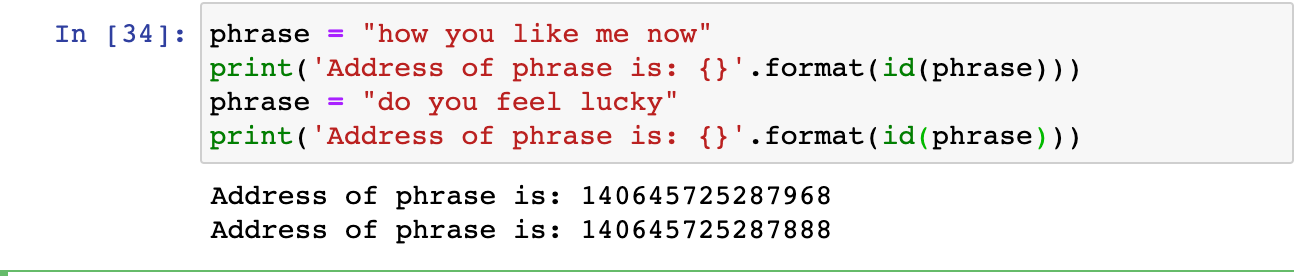 In [34]: phrase = "how you like me now"
print('Address of phrase is: {}'.format(id(phrase)))
phrase = "do you feel lucky"
print('Address of phrase is: {}'.format(id(phrase)))
Address of phrase is: 140645725287968
Address of phrase is: 140645725287888